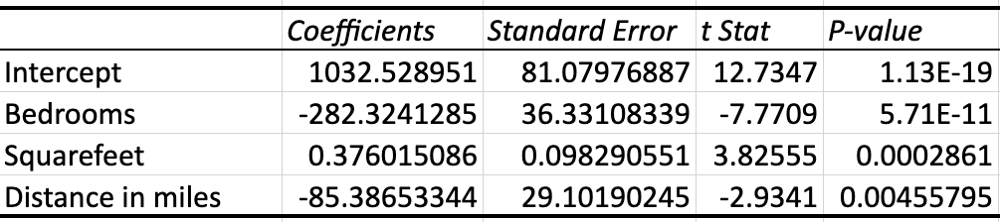 Coefficients Standard Error t Stat P-value
Intercept 1032.528951 81.07976887 12.7347 1.13E-19
Bedrooms -282.3241285 36.33108339 -7.7709 5.71E-11
Squarefeet 0.376015086 0.098290551 3.82555 0.0002861
Distance in miles -85.38653344 29.10190245 -2.9341 0.00455795